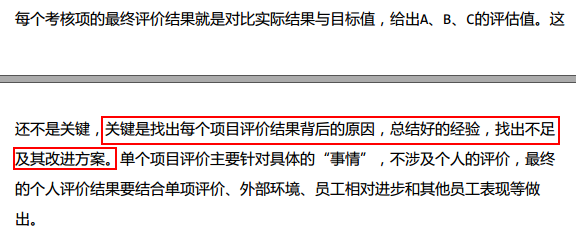 每个考核项的最终评价结果就是对比实际结果与目标值，给出A、B、C的评估值。这
还不是关键，关键是找出每个项目评价结果背后的原因，总结好的经验，找出不足
及其改进方案。单个项目评价主要针对具体的“事情”，不涉及个人的评价，最终
的个人评价结果要结合单项评价、外部环境、员工相对进步和其他员工表现等做
出。